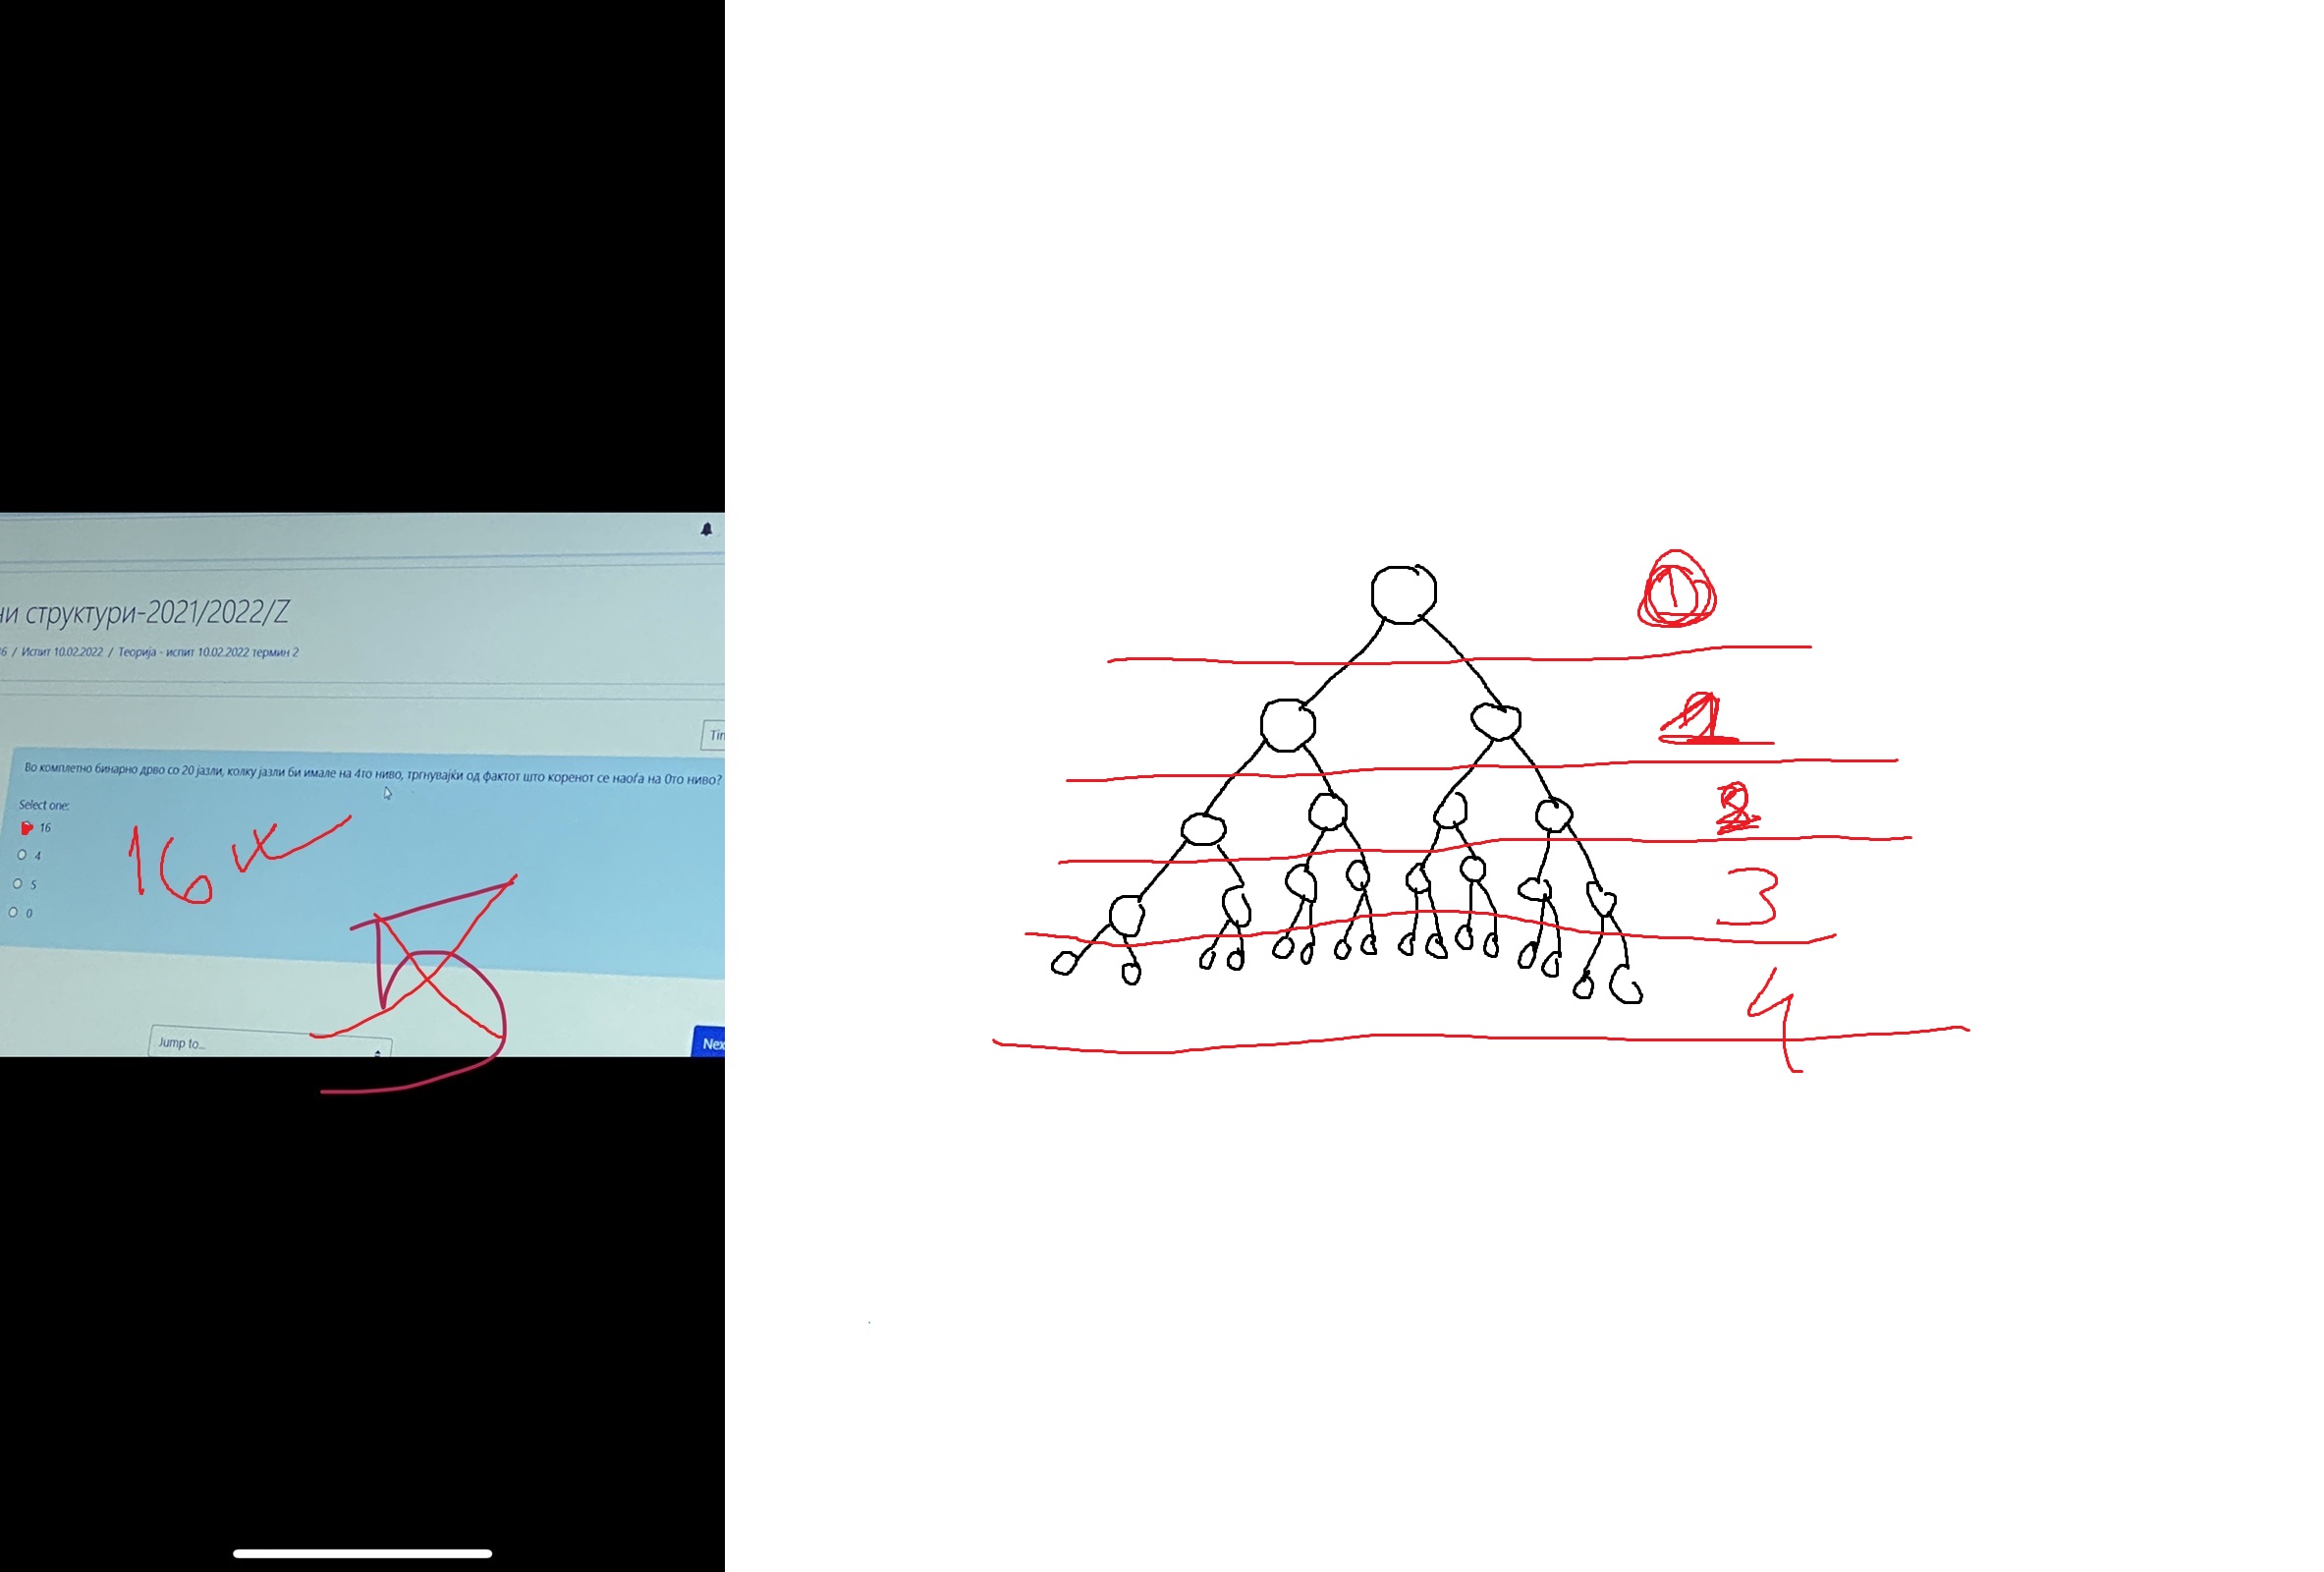 ни структури-2021/2022/Z
6 / Испит 10.02.2022 / Теорија - испит 10.02.2022 термин 2
Tin
Во комплетно бинарно дрво со 20 јазли, колку јазли би имале на 4то ниво, тргнувајќи од фактот што коренот се наоѓа на 0то ниво?
Select one:
16
4
5
0
16
5
Jump to...
Nex
1
3
4